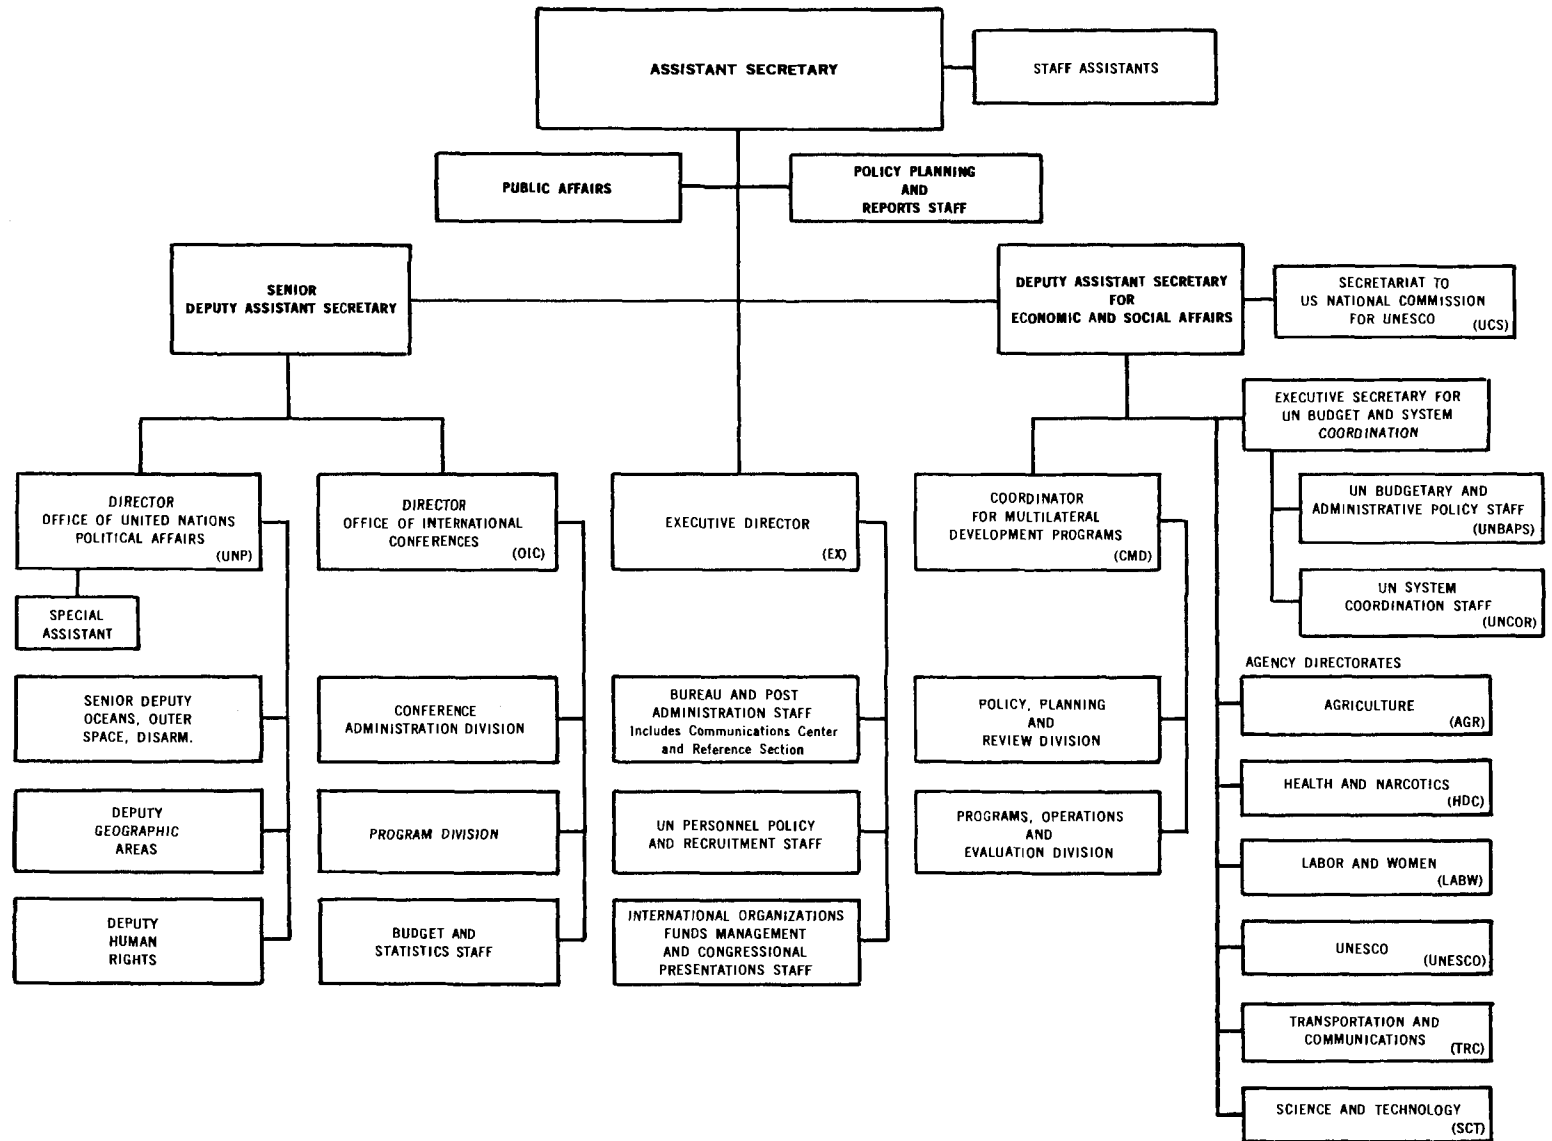 ASSISTANT SECRETARY
STAFF ASSISTANTS
PUBLIC AFFAIRS
POLICY PLANNING
AND
REPORTS STAFF
SENIOR
DEPUTY ASSISTANT SECRETARY
DEPUTY ASSISTANT SECRETARY
FOR
ECONOMIC AND SOCIAL AFFAIRS
SECRETARIAT TO
US NATIONAL COMMISSION
FOR UNESCO
(UCS)
EXECUTIVE SECRETARY FOR
UN BUDGET AND SYSTEM
COORDINATION
DIRECTOR
OFFICE OF UNITED NATIONS
POLITICAL AFFAIRS
(UNP)
DIRECTOR
OFFICE OF INTERNATIONAL
CONFERENCES
(OIC)
EXECUTIVE DIRECTOR
(EX)
COORDINATOR
FOR MULTILATERAL
DEVELOPMENT PROGRAMS
(CMD)
UN BUDGETARY AND
ADMINISTRATIVE POLICY STAFF
(UNBAPS)
UN SYSTEM
COORDINATION STAFF
(UNCOR)
SPECIAL
ASSISTANT
SENIOR DEPUTY
OCEANS, OUTER
SPACE, DISARM.
DEPUTY
GEOGRAPHIC
AREAS
DEPUTY
HUMAN
RIGHTS
CONFERENCE
ADMINISTRATION DIVISION
PROGRAM DIVISION
BUDGET AND
STATISTICS STAFF
BUREAU AND POST
ADMINISTRATION STAFF
Includes Communications Center
and Reference Section
UN PERSONNEL POLICY
AND RECRUITMENT STAFF
INTERNATIONAL ORGANIZATIONS
FUNDS MANAGEMENT
AND CONGRESSIONAL
PRESENTATIONS STAFF
POLICY, PLANNING
AND
REVIEW DIVISION
PROGRAMS, OPERATIONS
AND
EVALUATION DIVISION
AGENCY DIRECTORATES
AGRICULTURE
(AGR)
HEALTH AND NARCOTICS
(HDC)
LABOR AND WOMEN
(LABW)
UNESCO
(UNESCO)
TRANSPORTATION AND
COMMUNICATIONS
(TRC)
SCIENCE AND TECHNOLOGY
(SCT)